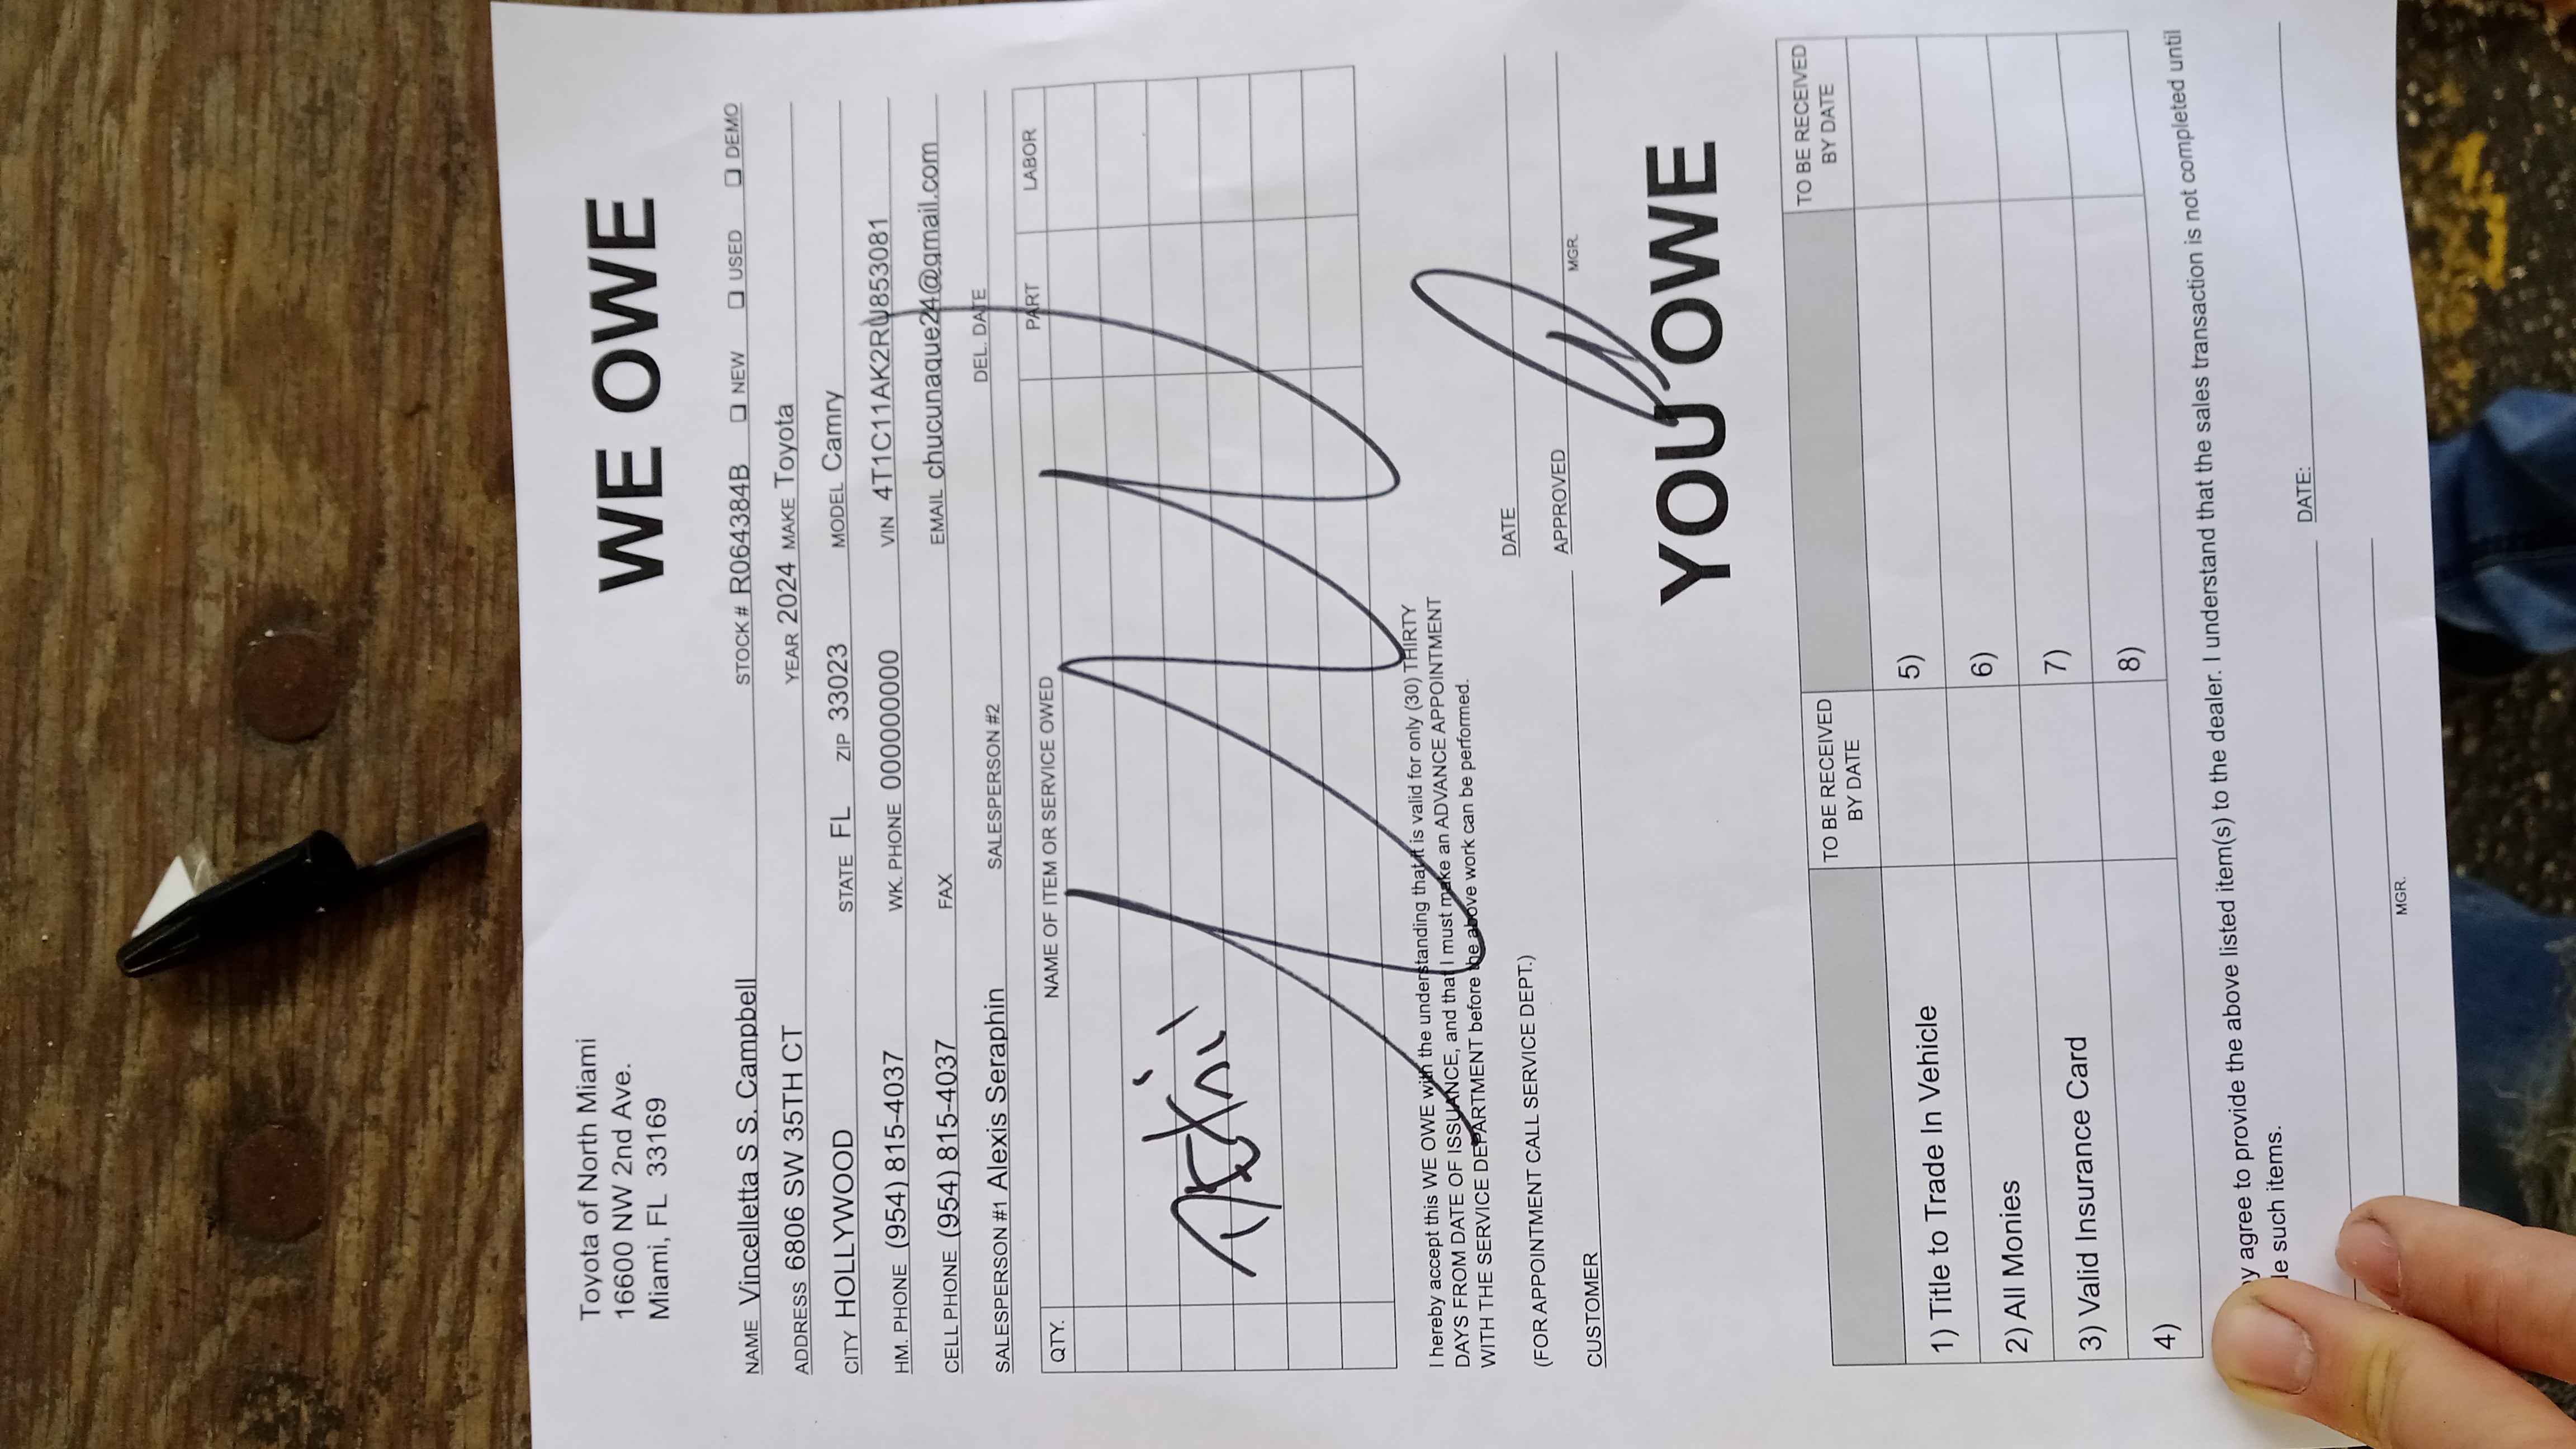 Toyota of North Miami
16600 NW 2nd Ave.
Miami, FL 33169
WE OWE
NAME Vincelletta S S. Campbell STOCK # R064384B ❑ NEW ❑ USED ❑ DEMO
ADDRESS 6806 SW 35TH CT YEAR 2024 MAKE Toyota
CITY HOLLYWOOD STATE FL ZIP 33023 MODEL Camry
HM. PHONE (954) 815-4037 WK. PHONE 0000000000 VIN 4T1C11AK2RU853081
CELL PHONE (954) 815-4037 FAX EMAIL chucunaque24@gmail.com
SALESPERSON #1 Alexis Seraphin SALESPERSON #2 DEL. DATE
QTY. NAME OF ITEM OR SERVICE OWED PART LABOR
I hereby accept this WE OWE with the understanding that it is valid for only (30) THIRTY
DAYS FROM DATE OF ISSUANCE, and that I must make an ADVANCE APPOINTMENT
WITH THE SERVICE DEPARTMENT before the above work can be performed.
(FOR APPOINTMENT CALL SERVICE DEPT.) DATE
CUSTOMER APPROVED
MGR.
YOU OWE
TO BE RECEIVED BY DATE TO BE RECEIVED BY DATE
1) Title to Trade In Vehicle 5)
2) All Monies 6)
3) Valid Insurance Card 7)
4) 8)
y agree to provide the above listed item(s) to the dealer. I understand that the sales transaction is not completed until
e such items.
DATE:
MGR.